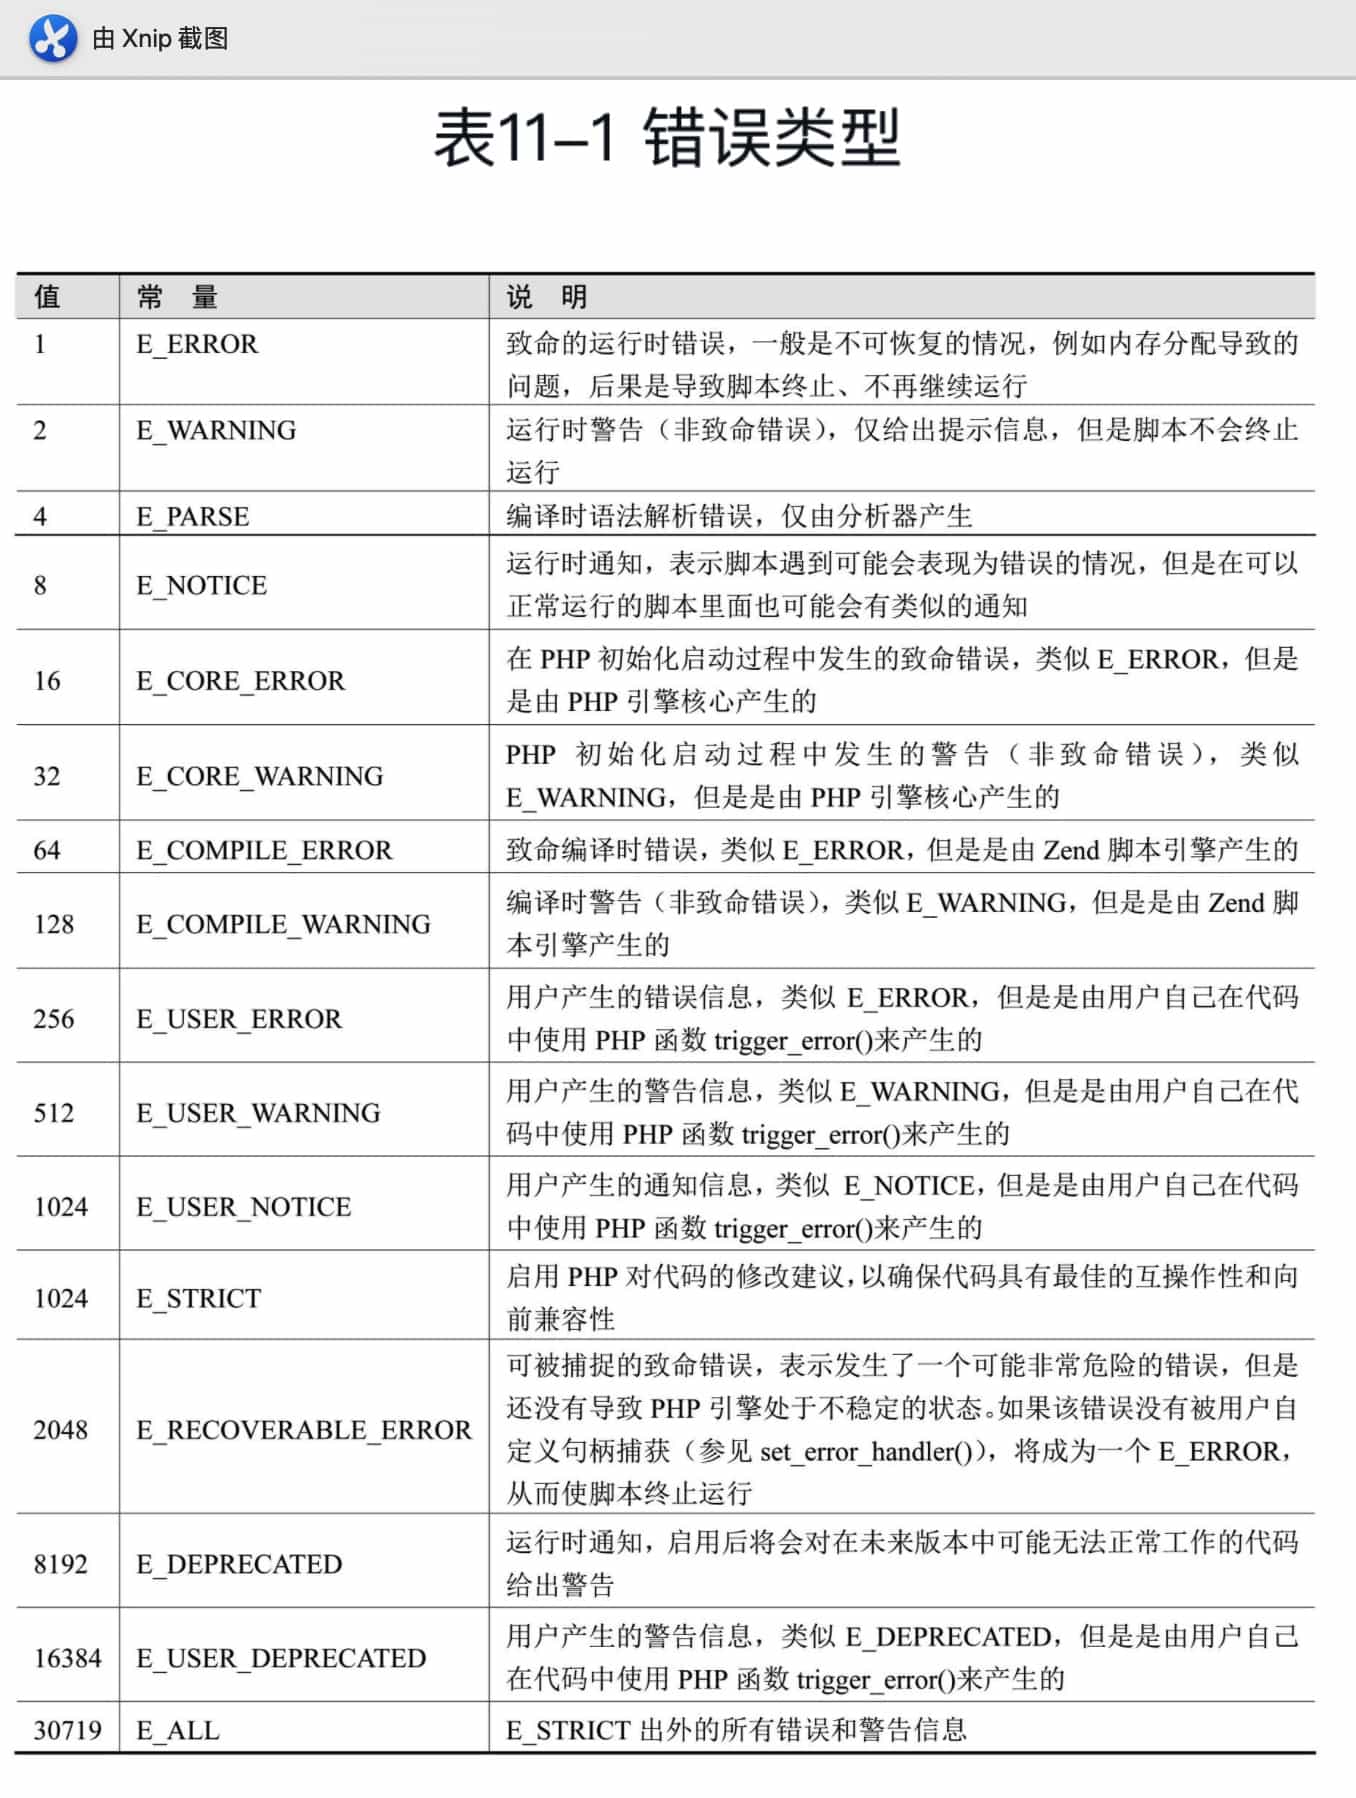 由 Xnip 截图
表11–1 错误类型
值 常 量 说 明
1 E_ERROR 致命的运行时错误，一般是不可恢复的情况，例如内存分配导致的
问题，后果是导致脚本终止、不再继续运行
2 E_WARNING 运行时警告（非致命错误），仅给出提示信息，但是脚本不会终止
运行
4 E_PARSE 编译时语法解析错误，仅由分析器产生
8 E_NOTICE 运行时通知，表示脚本遇到可能会表现为错误的情况，但是在可以
正常运行的脚本里面也可能会有类似的通知
16 E_CORE_ERROR 在 PHP 初始化启动过程中发生的致命错误，类似 E_ERROR，但是
是由 PHP 引擎核心产生的
32 E_CORE_WARNING PHP 初始化启动过程中发生的警告（非致命错误），类似
E_WARNING，但是是由 PHP 引擎核心产生的
64 E_COMPILE_ERROR 致命编译时错误，类似 E_ERROR，但是是由 Zend 脚本引擎产生的
128 E_COMPILE_WARNING 编译时警告（非致命错误），类似 E_WARNING，但是是由 Zend 脚
本引擎产生的
256 E_USER_ERROR 用户产生的错误信息，类似 E_ERROR，但是是由用户自己在代码
中使用 PHP 函数 trigger_error()来产生的
512 E_USER_WARNING 用户产生的警告信息，类似 E_WARNING，但是是由用户自己在代
码中使用 PHP 函数 trigger_error()来产生的
1024 E_USER_NOTICE 用户产生的通知信息，类似 E_NOTICE，但是是由用户自己在代码
中使用 PHP 函数 trigger_error()来产生的
1024 E_STRICT 启用 PHP 对代码的修改建议，以确保代码具有最佳的互操作性和向
前兼容性
2048 E_RECOVERABLE_ERROR 可被捕捉的致命错误，表示发生了一个可能非常危险的错误，但是
还没有导致 PHP 引擎处于不稳定的状态。如果该错误没有被用户自
定义句柄捕获（参见 set_error_handler()），将成为一个 E_ERROR，
从而使脚本终止运行
8192 E_DEPRECATED 运行时通知，启用后将会对在未来版本中可能无法正常工作的代码
给出警告
16384 E_USER_DEPRECATED 用户产生的警告信息，类似 E_DEPRECATED，但是是由用户自己
在代码中使用 PHP 函数 trigger_error()来产生的
30719 E_ALL E_STRICT 出外的所有错误和警告信息